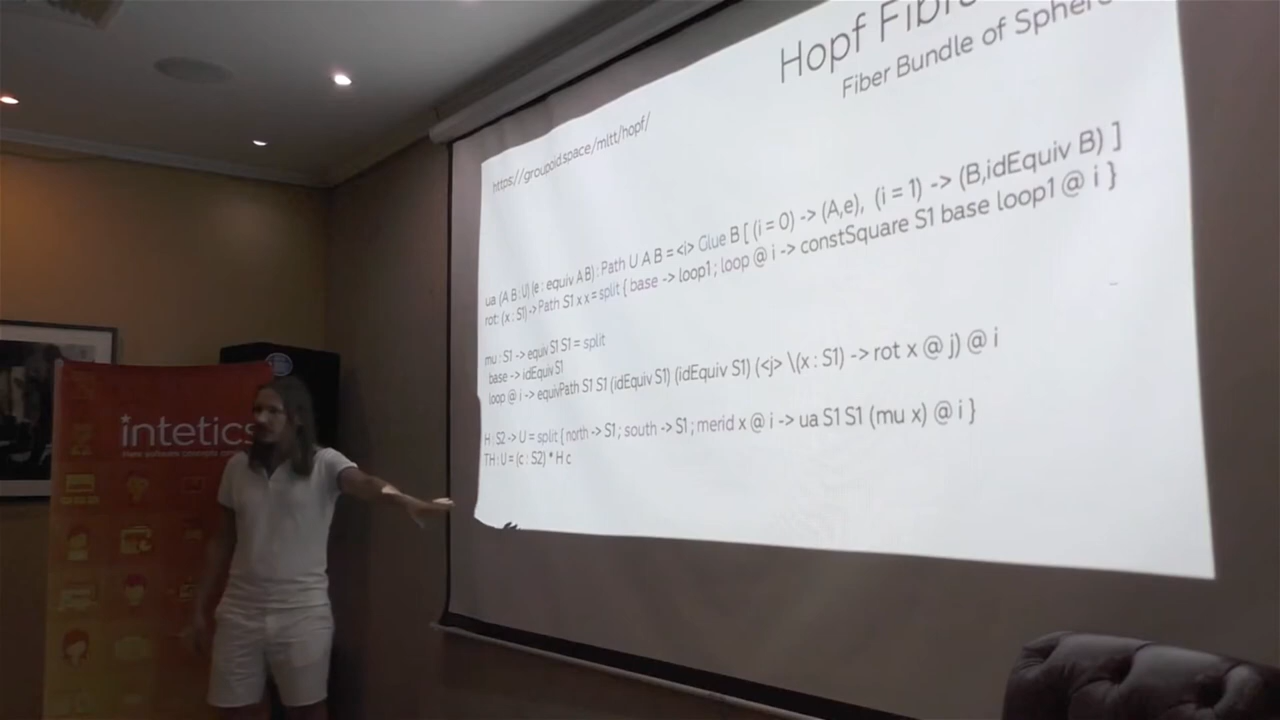 Hopf Fibr
Fiber Bundle of Spher
https://groupoid.space/mltt/hopf/
ua (A B : U) (e : equiv A B) : Path U A B = <i> Glue B [ (i = 0) -> (A,e), (i = 1) -> (B,idEquiv B) ]
rot: (x : S1) -> Path S1 x x = split { base -> loop1 ; loop @ i -> constSquare S1 base loop1 @ i }
mu : S1 -> equiv S1 S1 = split
base -> idEquiv S1
loop @ i -> equivPath S1 S1 (idEquiv S1) (idEquiv S1) (<j> \(x : S1) -> rot x @ j) @ i
H : S2 -> U = split { north -> S1 ; south -> S1 ; merid x @ i -> ua S1 S1 (mu x) @ i }
TH : U = (c : S2) * H c
intetics